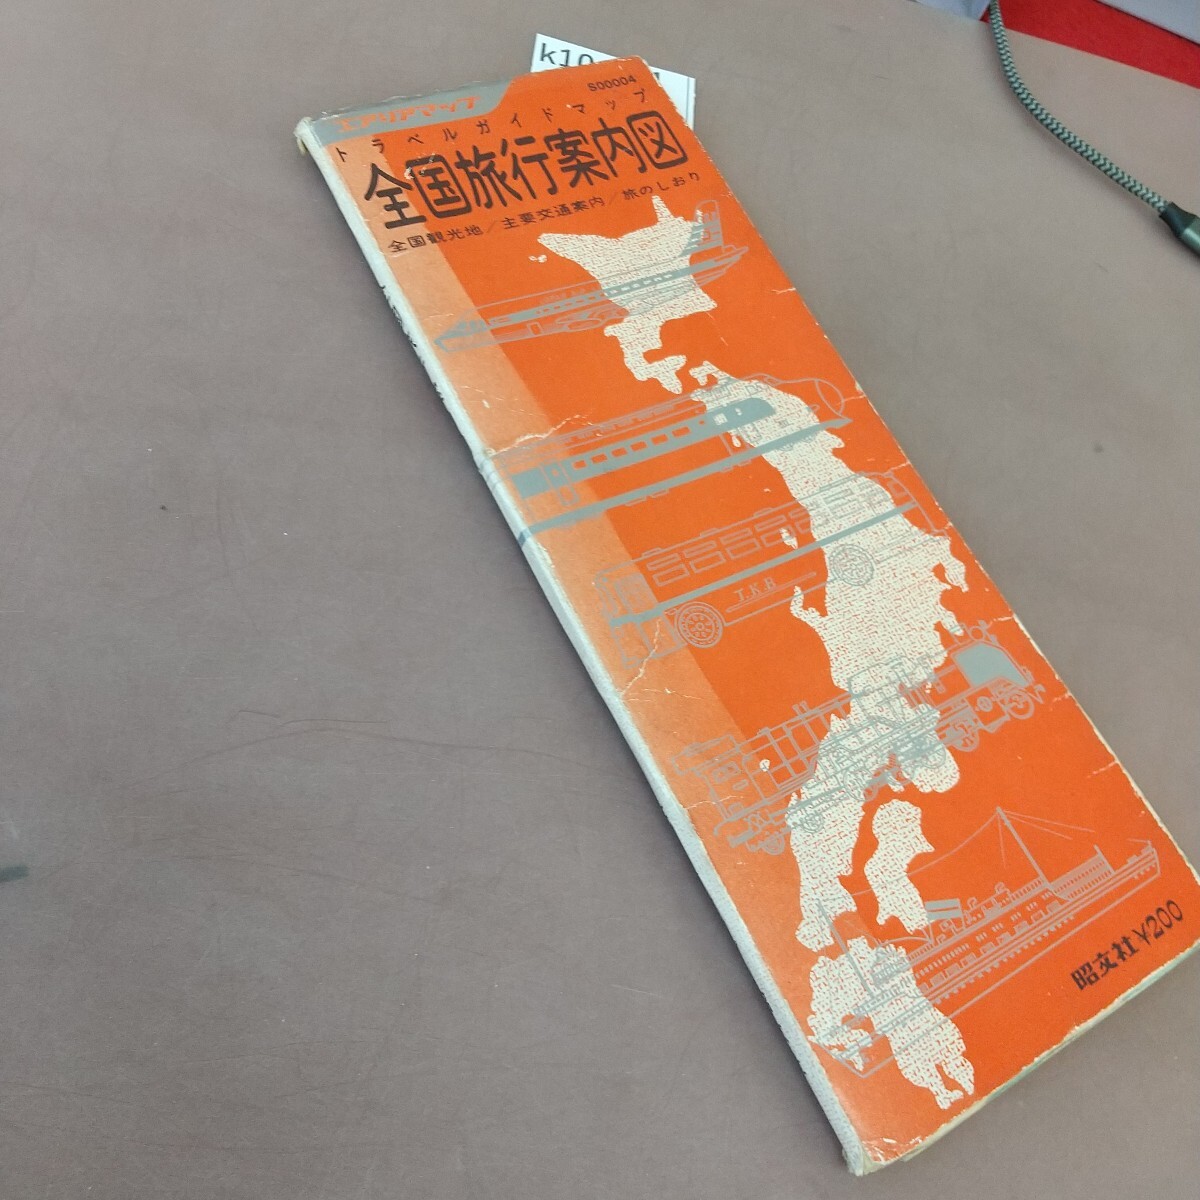 k10
S00004
エアリアマップ
トラベルガイドマップ
全国旅行案内図
全国観光地/主要交通案内/旅のしおり
J.K.B
昭文社¥200